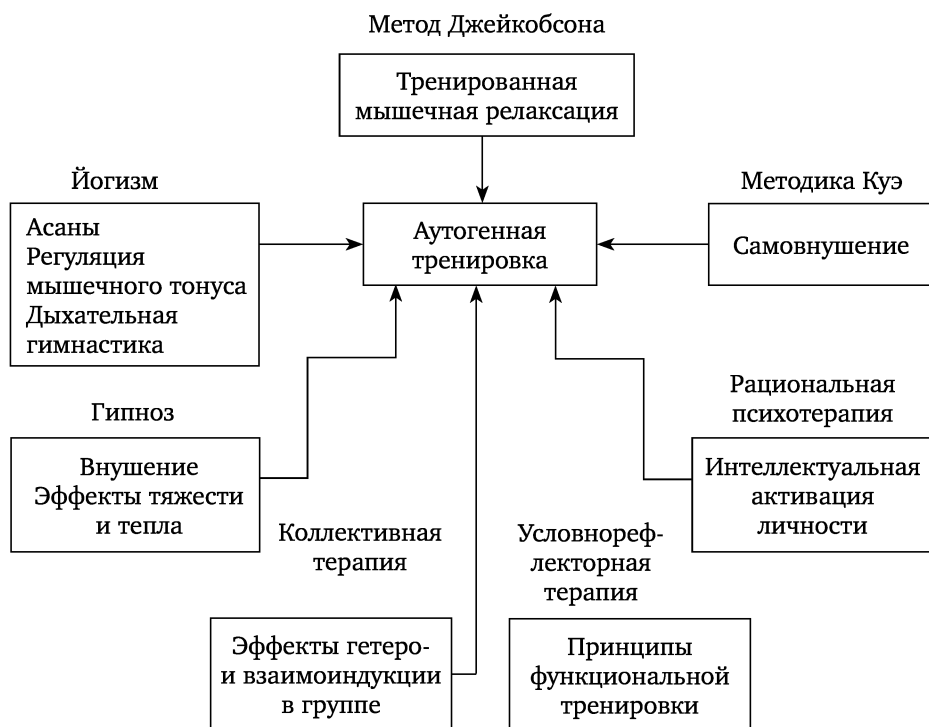 Метод Джейкобсона
Тренированная
мышечная релаксация
Йогизм
Асаны
Регуляция
мышечного тонуса
Дыхательная
гимнастика
Аутогенная
тренировка
Методика Куэ
Самовнушение
Гипноз
Внушение
Эффекты тяжести
и тепла
Рациональная
психотерапия
Интеллектуальная
активация
личности
Коллективная
терапия
Эффекты гетеро-
и взаимоиндукции
в группе
Условнореф-
лекторная
терапия
Принципы
функциональной
тренировки